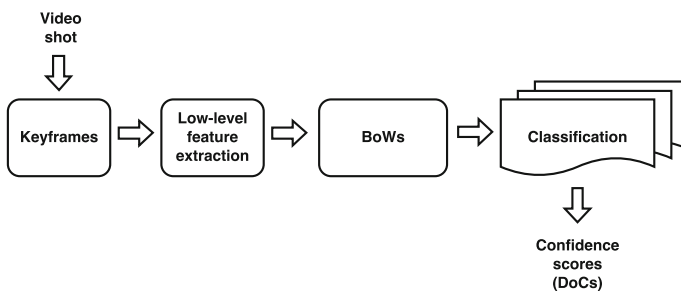 Video
shot
Keyframes
Low-level
feature
extraction
BoWs
Classification
Confidence
scores
(DoCs)